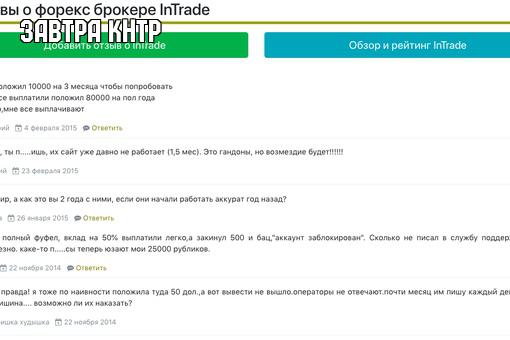 вы о форекс брокере InTrade
ЗАВТРА КНТР
Добавить отзыв о InTrade
Обзор и рейтинг InTrade
оложил 10000 на 3 месяца чтобы попробовать
се выплатили положил 80000 на пол года
о,мне все выплачивают
ий 4 февраля 2015 Ответить
, ты п.....ишь, их сайт уже давно не работает (1,5 мес). Это гандоны, но возмездие будет!!!!!!
ий 23 февраля 2015
ир, а как это вы 2 года с ними, если они начали работать аккурат год назад?
а 26 января 2015 Ответить
полный фуфел, вклад на 50% выплатили легко,а закинул 500 и бац,"аккаунт заблокирован". Сколько не писал в службу поддер
езно. каке-то п.....сы теперь юзают мои 25000 рубликов.
22 ноября 2014 Ответить
правда! я тоже по наивности положила туда 50 дол.,а вот вывести не вышло.операторы не отвечают.почти месяц им пишу каждый де
ишина.... возможно ли их наказать?
ишка худышка 22 ноября 2014